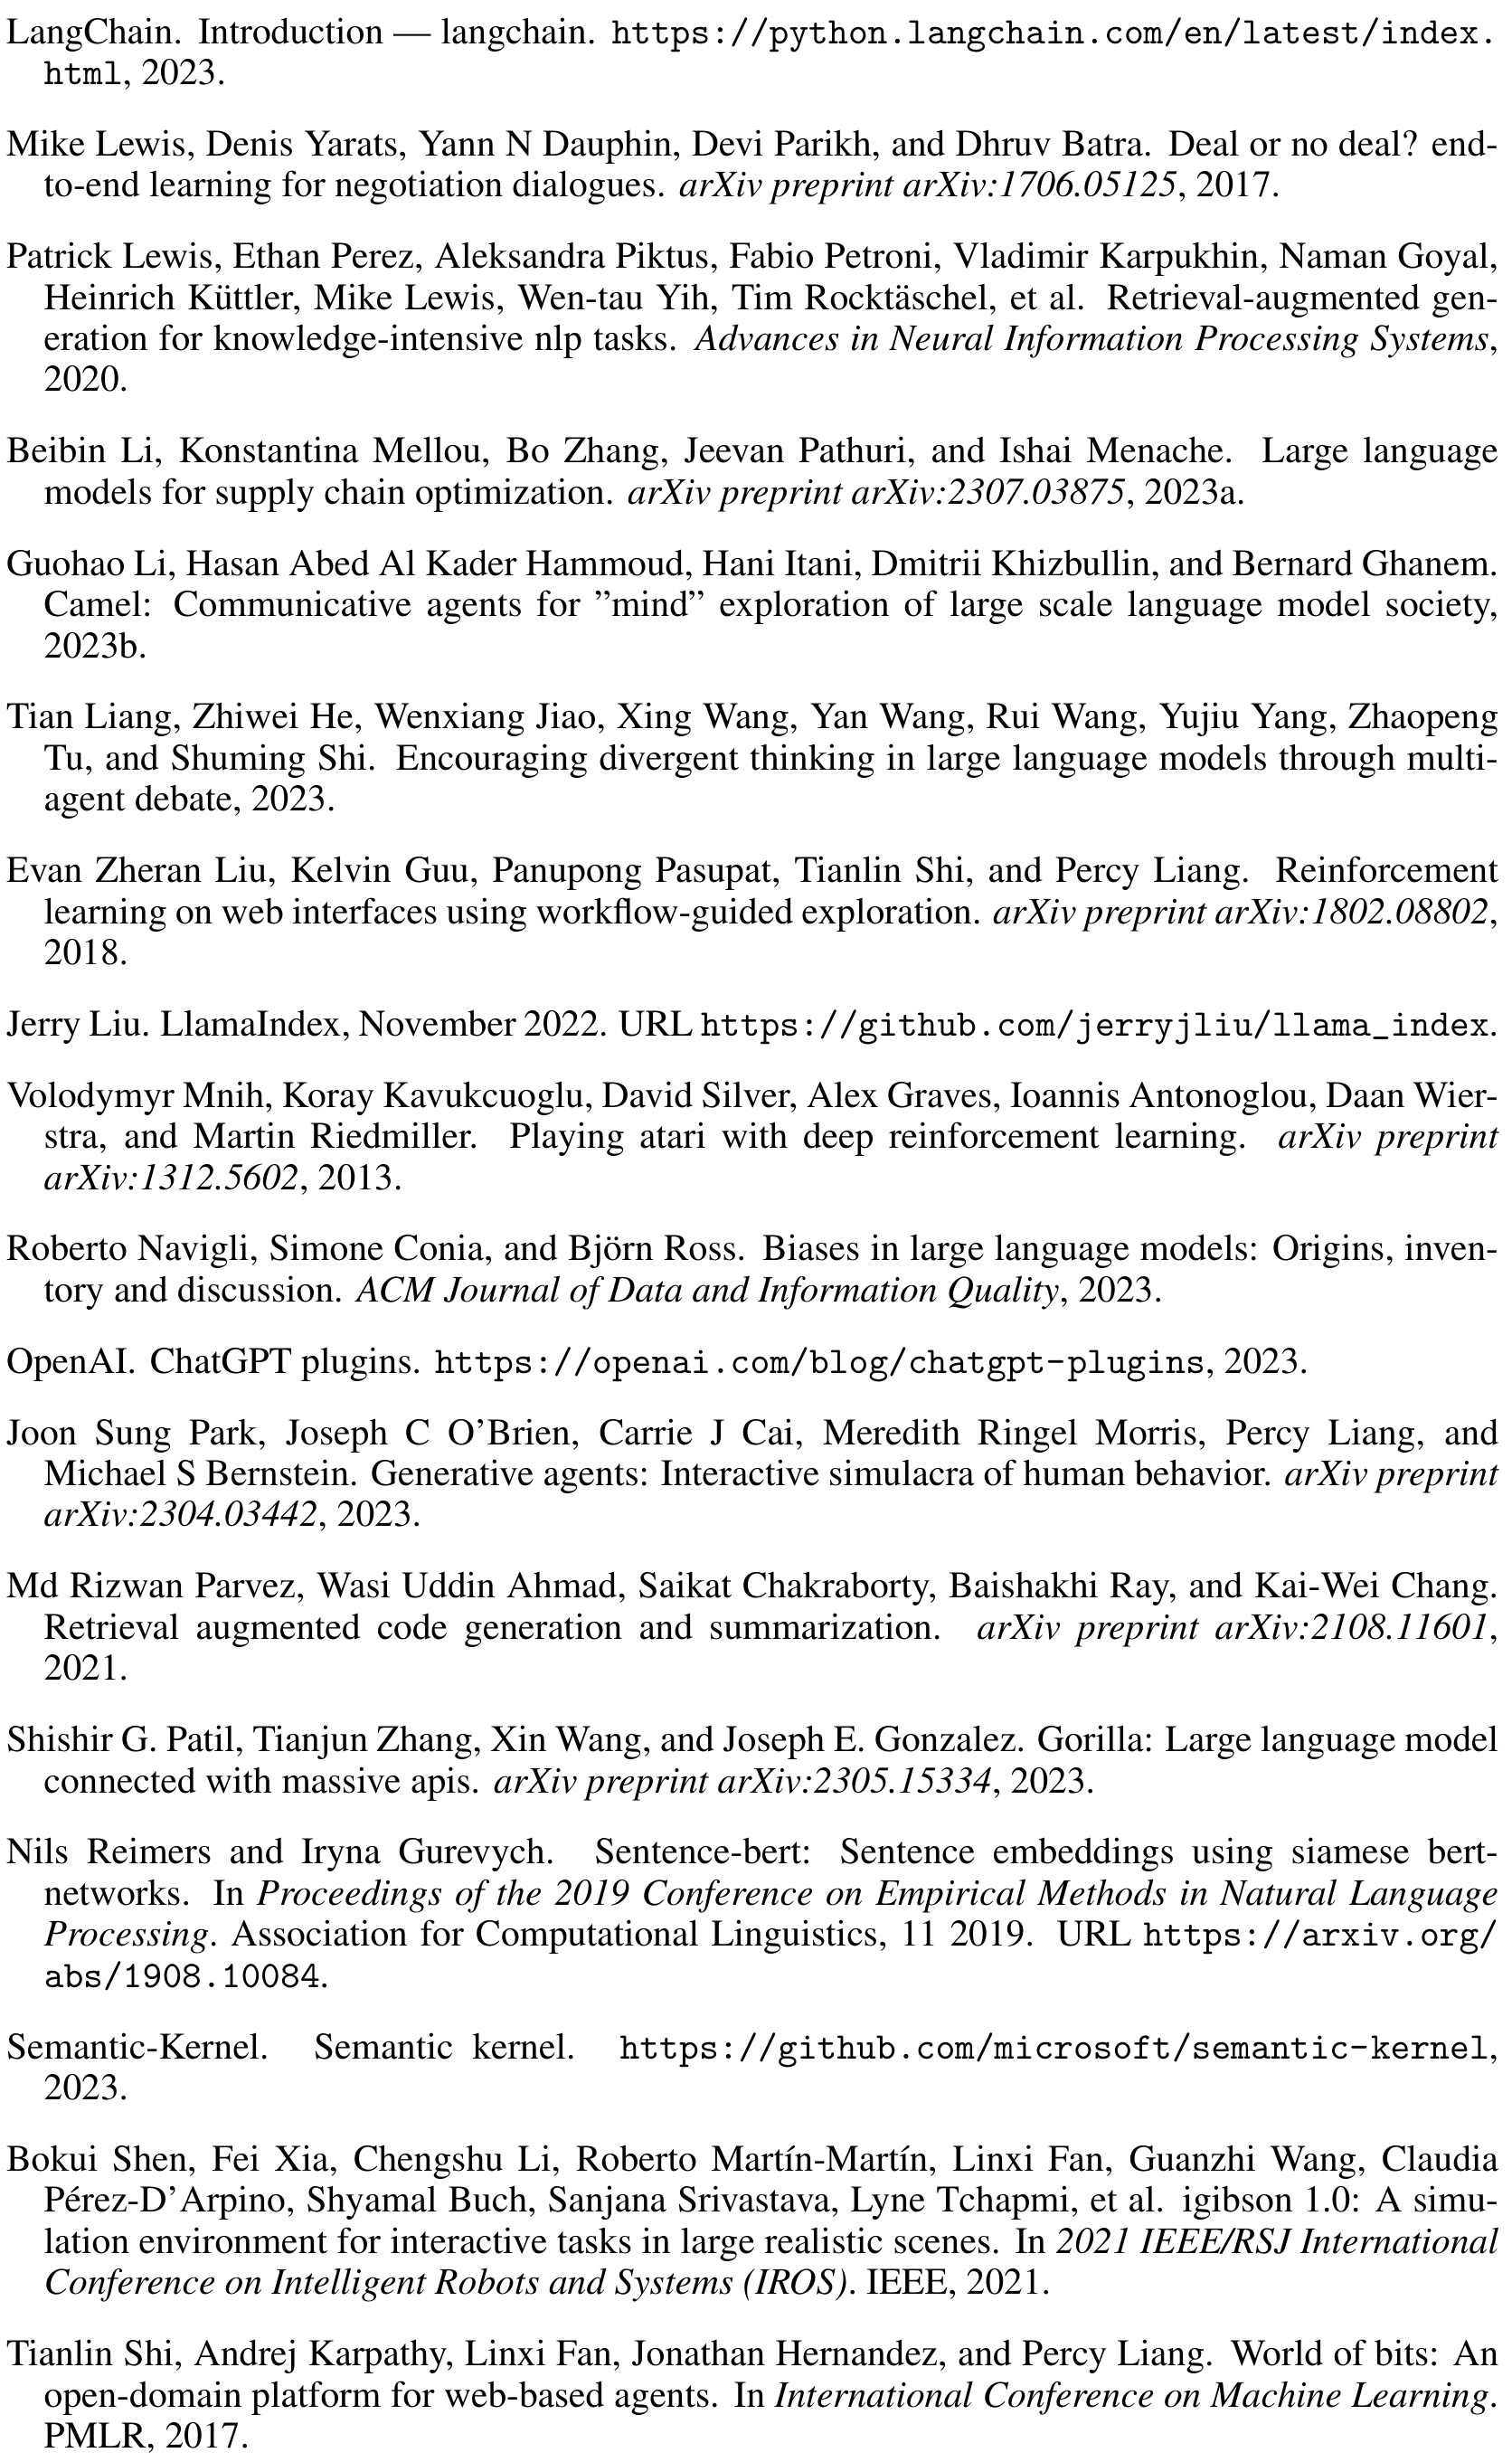 LangChain. Introduction — langchain. https://python.langchain.com/en/latest/index.
html, 2023.
Mike Lewis, Denis Yarats, Yann N Dauphin, Devi Parikh, and Dhruv Batra. Deal or no deal? end-
to-end learning for negotiation dialogues. arXiv preprint arXiv:1706.05125, 2017.
Patrick Lewis, Ethan Perez, Aleksandra Piktus, Fabio Petroni, Vladimir Karpukhin, Naman Goyal,
Heinrich Küttler, Mike Lewis, Wen-tau Yih, Tim Rocktäschel, et al. Retrieval-augmented gen-
eration for knowledge-intensive nlp tasks. Advances in Neural Information Processing Systems,
2020.
Beibin Li, Konstantina Mellou, Bo Zhang, Jeevan Pathuri, and Ishai Menache. Large language
models for supply chain optimization. arXiv preprint arXiv:2307.03875, 2023a.
Guohao Li, Hasan Abed Al Kader Hammoud, Hani Itani, Dmitrii Khizbullin, and Bernard Ghanem.
Camel: Communicative agents for ”mind” exploration of large scale language model society,
2023b.
Tian Liang, Zhiwei He, Wenxiang Jiao, Xing Wang, Yan Wang, Rui Wang, Yujiu Yang, Zhaopeng
Tu, and Shuming Shi. Encouraging divergent thinking in large language models through multi-
agent debate, 2023.
Evan Zheran Liu, Kelvin Guu, Panupong Pasupat, Tianlin Shi, and Percy Liang. Reinforcement
learning on web interfaces using workflow-guided exploration. arXiv preprint arXiv:1802.08802,
2018.
Jerry Liu. LlamaIndex, November 2022. URL https://github.com/jerryjliu/llama_index.
Volodymyr Mnih, Koray Kavukcuoglu, David Silver, Alex Graves, Ioannis Antonoglou, Daan Wier-
stra, and Martin Riedmiller. Playing atari with deep reinforcement learning. arXiv preprint
arXiv:1312.5602, 2013.
Roberto Navigli, Simone Conia, and Björn Ross. Biases in large language models: Origins, inven-
tory and discussion. ACM Journal of Data and Information Quality, 2023.
OpenAI. ChatGPT plugins. https://openai.com/blog/chatgpt-plugins, 2023.
Joon Sung Park, Joseph C O’Brien, Carrie J Cai, Meredith Ringel Morris, Percy Liang, and
Michael S Bernstein. Generative agents: Interactive simulacra of human behavior. arXiv preprint
arXiv:2304.03442, 2023.
Md Rizwan Parvez, Wasi Uddin Ahmad, Saikat Chakraborty, Baishakhi Ray, and Kai-Wei Chang.
Retrieval augmented code generation and summarization. arXiv preprint arXiv:2108.11601,
2021.
Shishir G. Patil, Tianjun Zhang, Xin Wang, and Joseph E. Gonzalez. Gorilla: Large language model
connected with massive apis. arXiv preprint arXiv:2305.15334, 2023.
Nils Reimers and Iryna Gurevych. Sentence-bert: Sentence embeddings using siamese bert-
networks. In Proceedings of the 2019 Conference on Empirical Methods in Natural Language
Processing. Association for Computational Linguistics, 11 2019. URL https://arxiv.org/
abs/1908.10084.
Semantic-Kernel. Semantic kernel. https://github.com/microsoft/semantic-kernel,
2023.
Bokui Shen, Fei Xia, Chengshu Li, Roberto Martín-Martín, Linxi Fan, Guanzhi Wang, Claudia
Pérez-D’Arpino, Shyamal Buch, Sanjana Srivastava, Lyne Tchapmi, et al. igibson 1.0: A simu-
lation environment for interactive tasks in large realistic scenes. In 2021 IEEE/RSJ International
Conference on Intelligent Robots and Systems (IROS). IEEE, 2021.
Tianlin Shi, Andrej Karpathy, Linxi Fan, Jonathan Hernandez, and Percy Liang. World of bits: An
open-domain platform for web-based agents. In International Conference on Machine Learning.
PMLR, 2017.